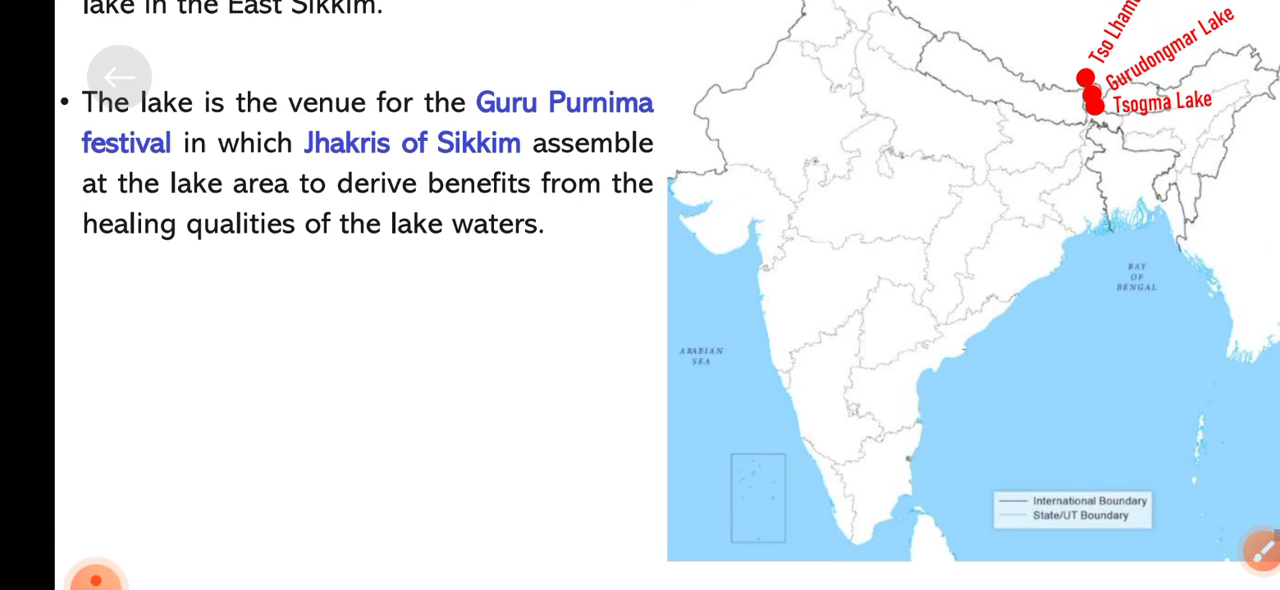 lake in the East Sikkim.
• The lake is the venue for the Guru Purnima
festival in which Jhakris of Sikkim assemble
at the lake area to derive benefits from the
healing qualities of the lake waters.
Tso Lham
Gurudongmar Lake
Tsogma Lake
BAY
OF
BENGAL
ARABIAN
SEA
International Boundary
State/UT Boundary